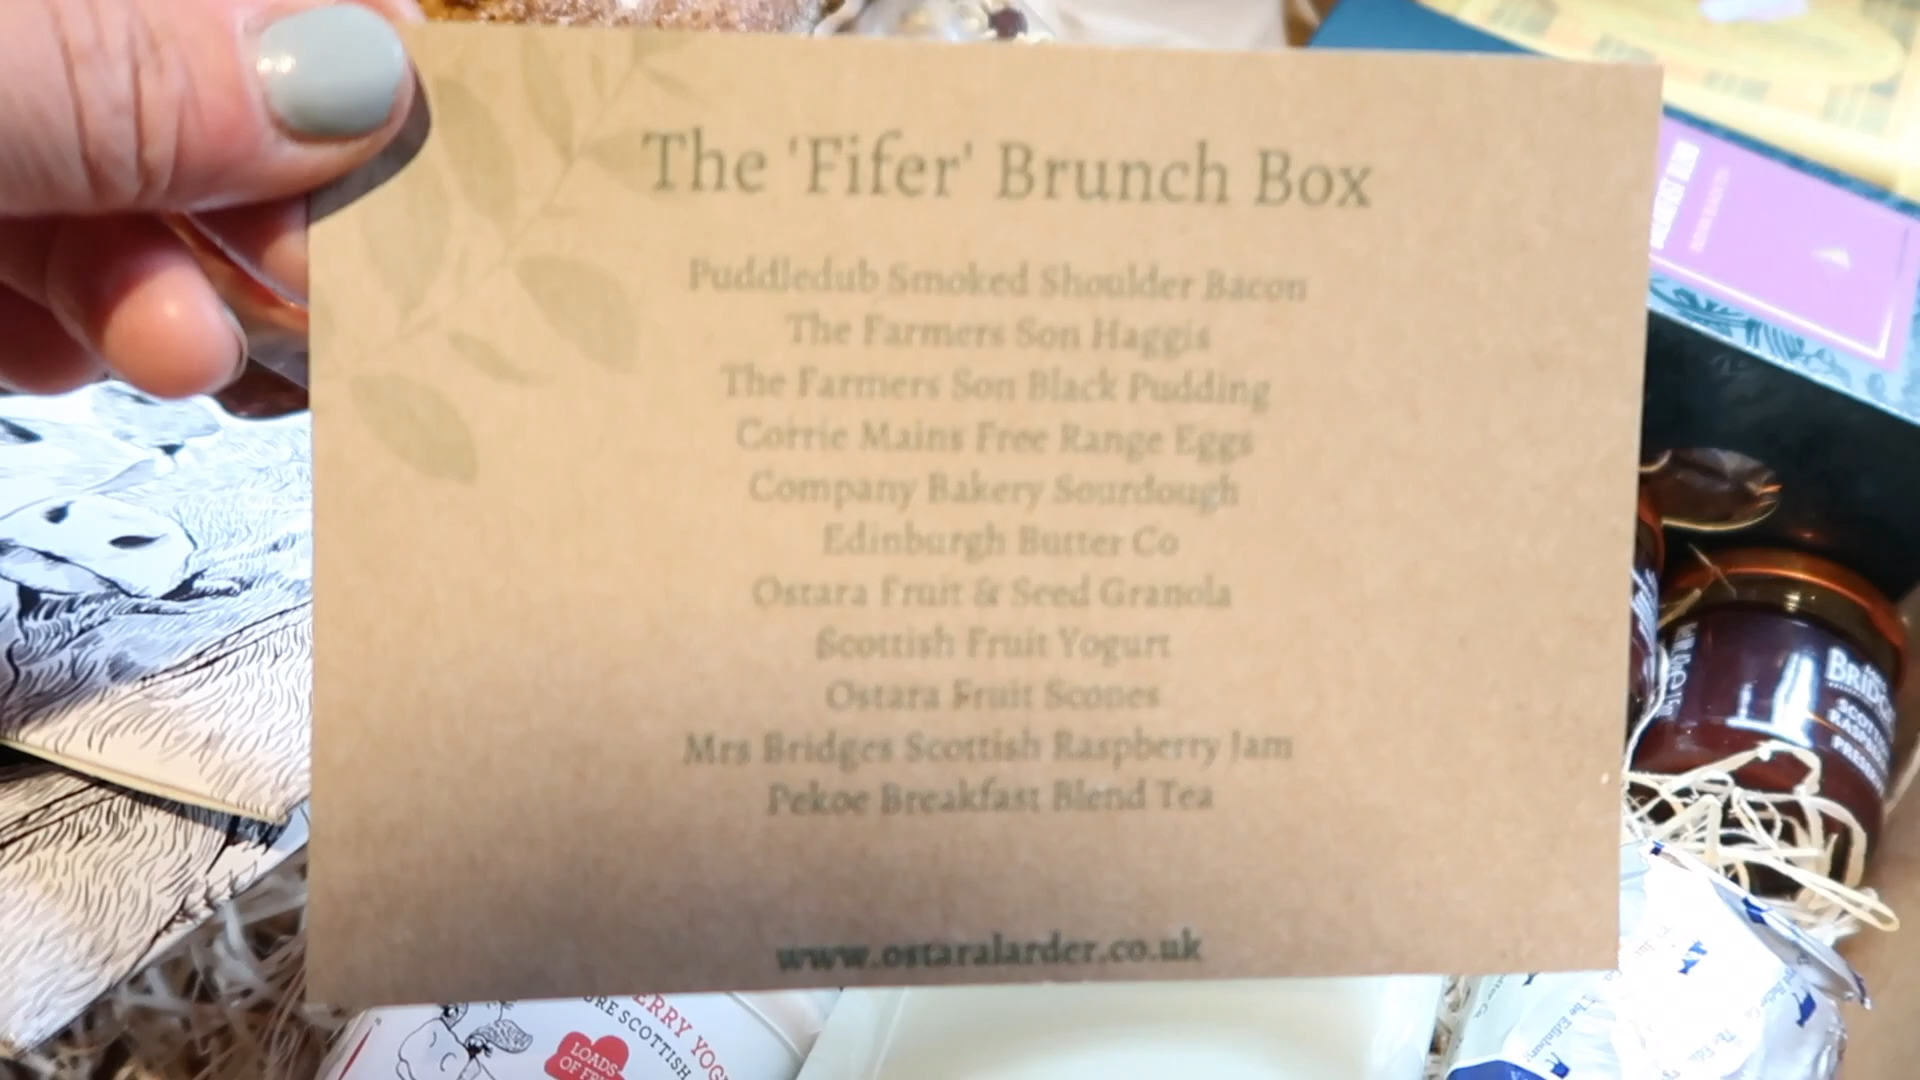 The 'Fifer' Brunch Box
Puddledub Smoked Shoulder Bacon
The Farmers Son Haggis
The Farmers Son Black Pudding
Corrie Mains Free Range Eggs
Company Bakery Sourdough
Edinburgh Butter Co
Ostara Fruit & Seed Granola
Scottish Fruit Yogurt
Ostara Fruit Scones
Mrs Bridges Scottish Raspberry Jam
Pekoe Breakfast Blend Tea
www.ostaralarder.co.uk
LOADS